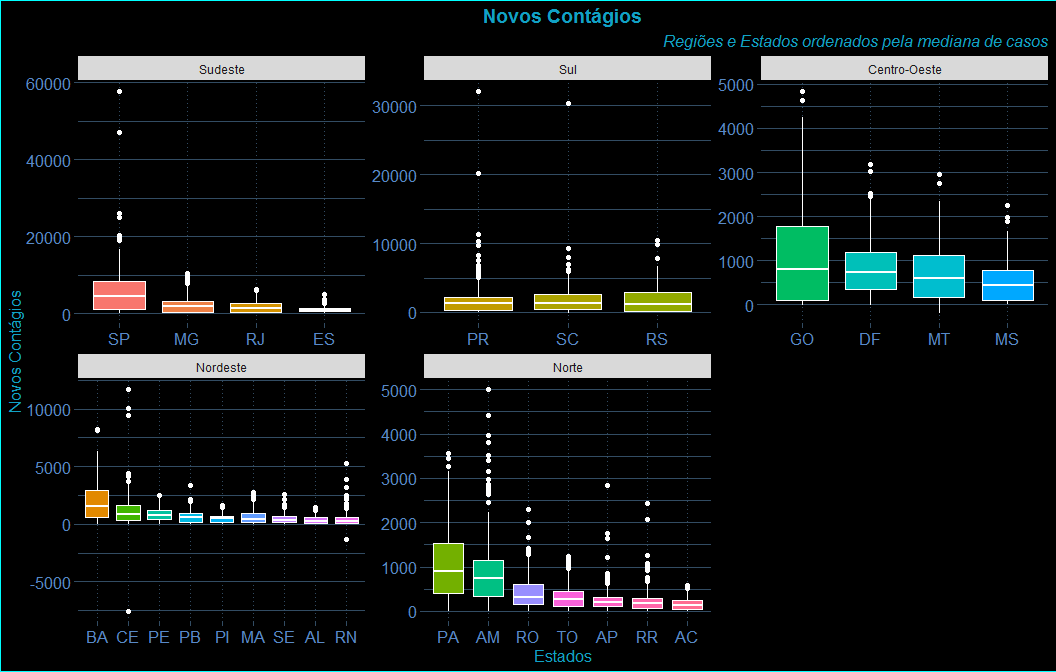 Novos Contágios
Regiões e Estados ordenados pela mediana de casos
Novos Contágios
Sudeste
60000
40000
20000
0
SP MG RJ ES
Sul
30000
20000
10000
0
PR SC RS
Centro-Oeste
5000
4000
3000
2000
1000
0
GO DF MT MS
Nordeste
10000
5000
0
-5000
BA CE PE PB PI MA SE AL RN
Norte
5000
4000
3000
2000
1000
0
PA AM RO TO AP RR AC
Estados